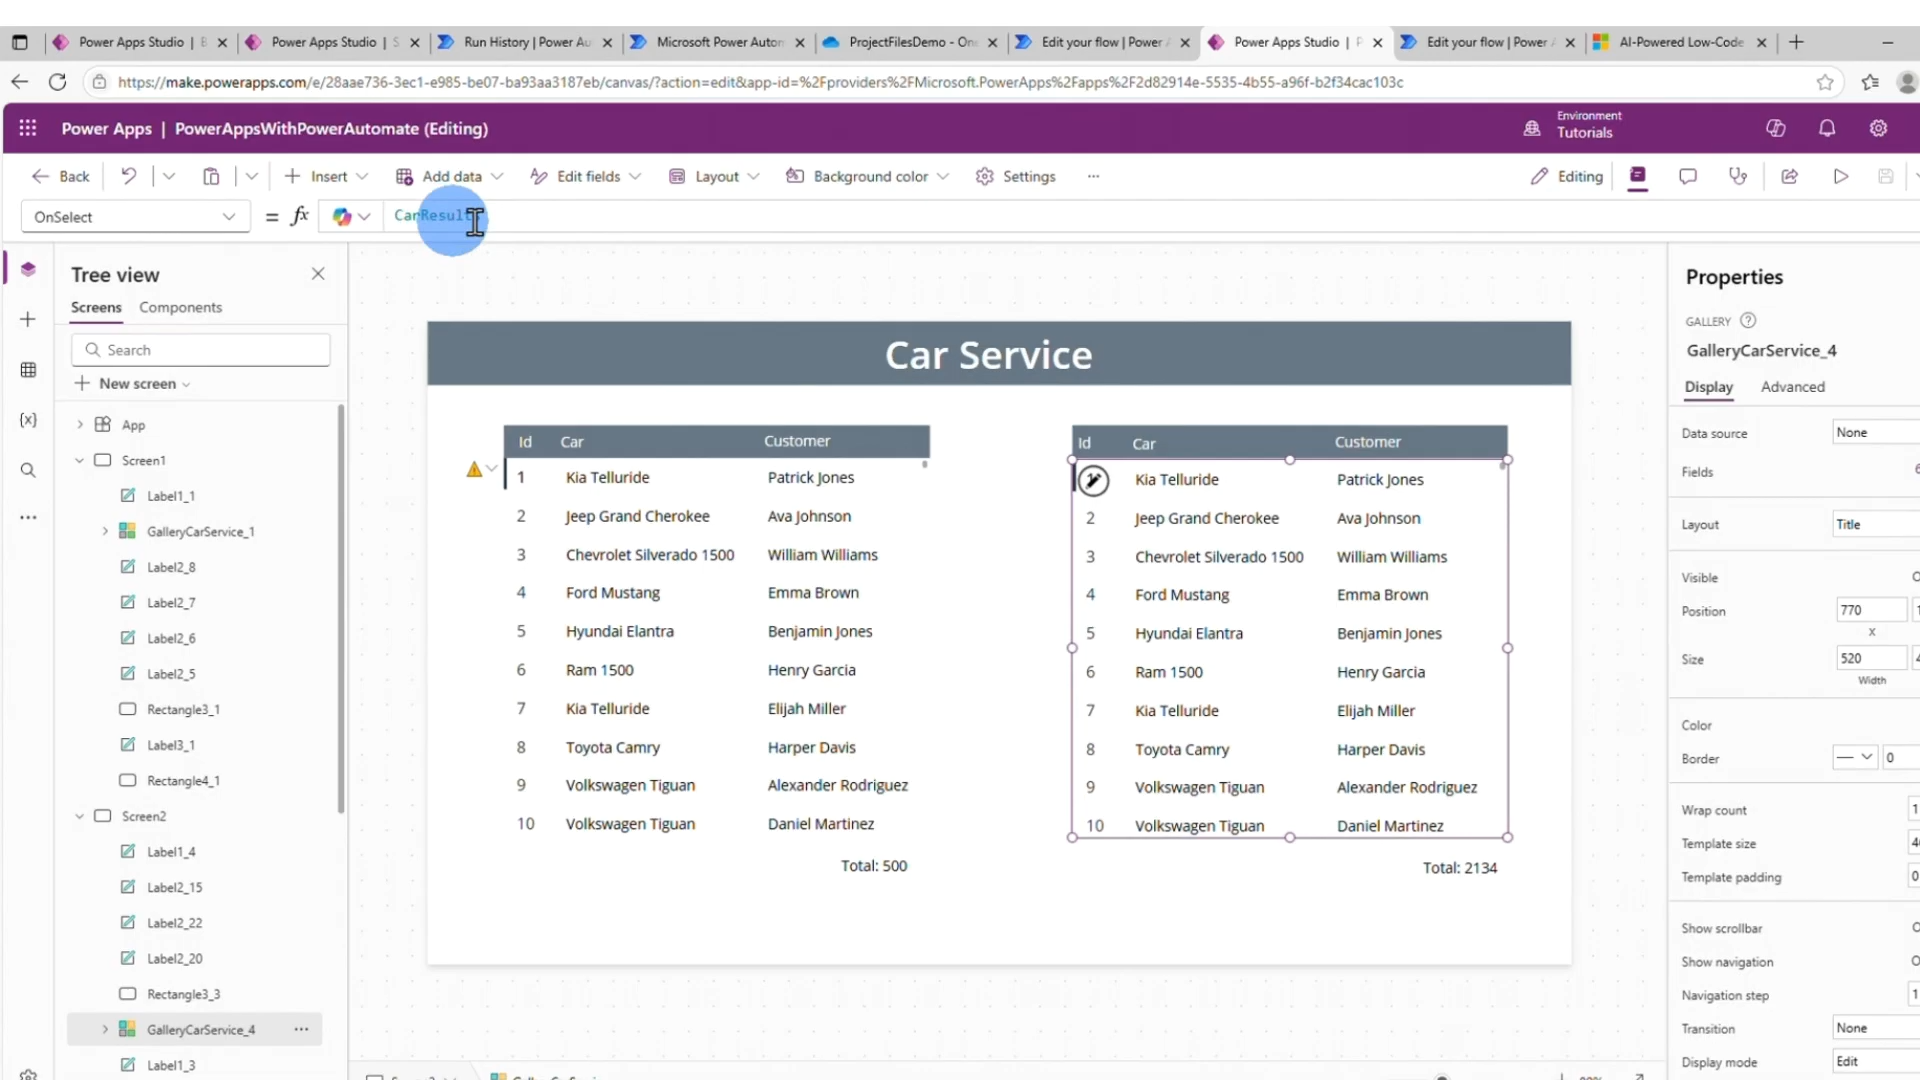 Power Apps Studio |
Power Apps Studio |
Run History | Power Au
Microsoft Power Autom
ProjectFilesDemo - On
Edit your flow | Power
Power Apps Studio |
Edit your flow | Power
AI-Powered Low-Code
https://make.powerapps.com/e/28aae736-3ec1-e985-be07-ba93aa3187eb/canvas/?action=edit&app-id=%2Fproviders%2FMicrosoft.PowerApps%2Fapps%2F2d82914e-5535-4b55-a96f-b2f34cac103c
Power Apps | PowerAppsWithPowerAutomate (Editing)
Environment
Tutorials
Back
Insert
Add data
Edit fields
Layout
Background color
Settings
Editing
OnSelect
= fx
Tree view
Screens Components
Search
New screen
App
Screen1
Label1_1
GalleryCarService_1
Label2_8
Label2_7
Label2_6
Label2_5
Rectangle3_1
Label3_1
Rectangle4_1
Screen2
Label1_4
Label2_15
Label2_22
Label2_20
Rectangle3_3
GalleryCarService_4
Label1_3
Car Service
Id Car Customer
1 Kia Telluride Patrick Jones
2 Jeep Grand Cherokee Ava Johnson
3 Chevrolet Silverado 1500 William Williams
4 Ford Mustang Emma Brown
5 Hyundai Elantra Benjamin Jones
6 Ram 1500 Henry Garcia
7 Kia Telluride Elijah Miller
8 Toyota Camry Harper Davis
9 Volkswagen Tiguan Alexander Rodriguez
10 Volkswagen Tiguan Daniel Martinez
Total: 500
Id Car Customer
Kia Telluride Patrick Jones
2 Jeep Grand Cherokee Ava Johnson
3 Chevrolet Silverado 1500 William Williams
4 Ford Mustang Emma Brown
5 Hyundai Elantra Benjamin Jones
6 Ram 1500 Henry Garcia
7 Kia Telluride Elijah Miller
8 Toyota Camry Harper Davis
9 Volkswagen Tiguan Alexander Rodriguez
10 Volkswagen Tiguan Daniel Martinez
Total: 2134
Properties
GALLERY
GalleryCarService_4
Display Advanced
Data source None
Fields
Layout Title
Visible
Position 770
X
Size 520
Width
Color
Border 0
Wrap count
Template size
Template padding
Show scrollbar
Show navigation
Navigation step
Transition None
Display mode Edit